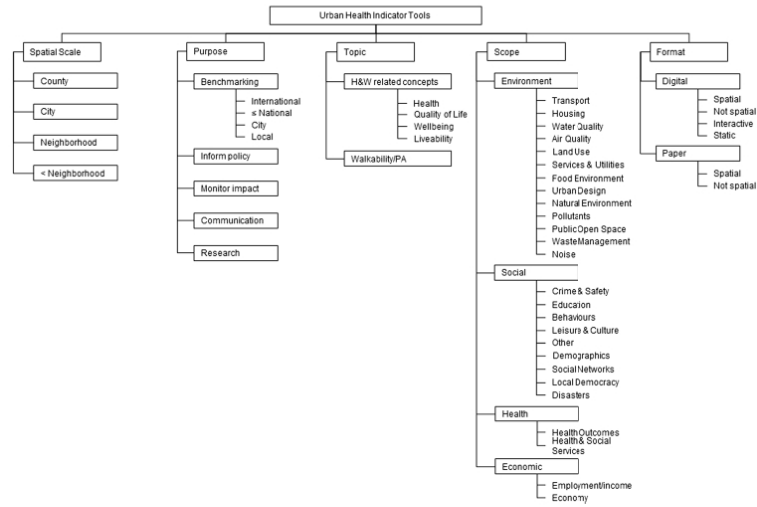 Urban Health Indicator Tools
Spatial Scale
County
City
Neighborhood
< Neighborhood
Purpose
Benchmarking
International
≤ National
City
Local
Inform policy
Monitor impact
Communication
Research
Topic
H&W related concepts
Health
Quality of Life
Wellbeing
Liveability
Walkability/PA
Scope
Environment
Transport
Housing
Water Quality
Air Quality
Land Use
Services & Utilities
Food Environment
Urban Design
Natural Environment
Pollutants
Public Open Space
Waste Management
Noise
Social
Crime & Safety
Education
Behaviours
Leisure & Culture
Other
Demographics
Social Networks
Local Democracy
Disasters
Health
Health Outcomes
Health & Social
Services
Economic
Employment/income
Economy
Format
Digital
Spatial
Not spatial
Interactive
Static
Paper
Spatial
Not spatial